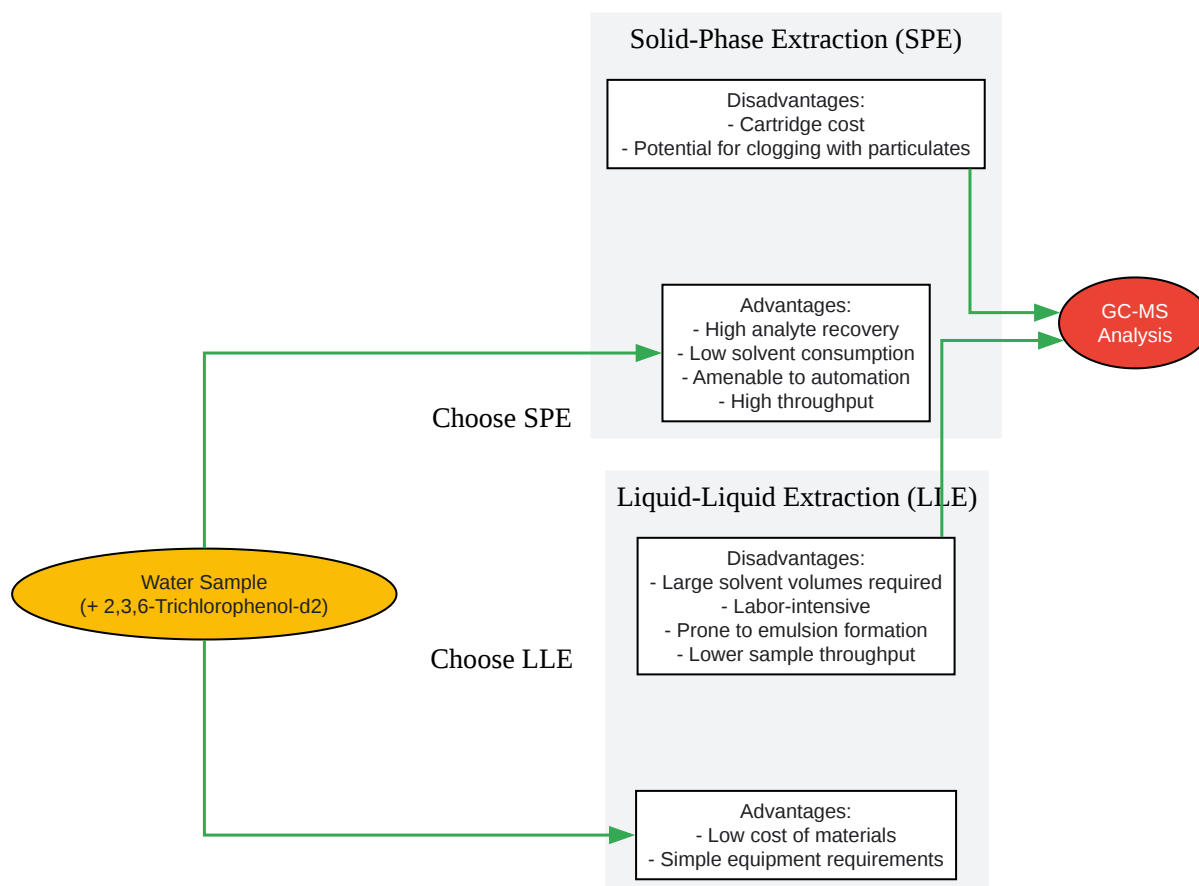 Solid-Phase Extraction (SPE)
Disadvantages:
- Cartridge cost
- Potential for clogging with particulates
Advantages:
- High analyte recovery
- Low solvent consumption
- Amenable to automation
- High throughput
GC-MS
Analysis
Choose SPE
Liquid-Liquid Extraction (LLE)
Disadvantages:
- Large solvent volumes required
- Labor-intensive
- Prone to emulsion formation
- Lower sample throughput
Water Sample
(+ 2,3,6-Trichlorophenol-d2)
Choose LLE
Advantages:
- Low cost of materials
- Simple equipment requirements